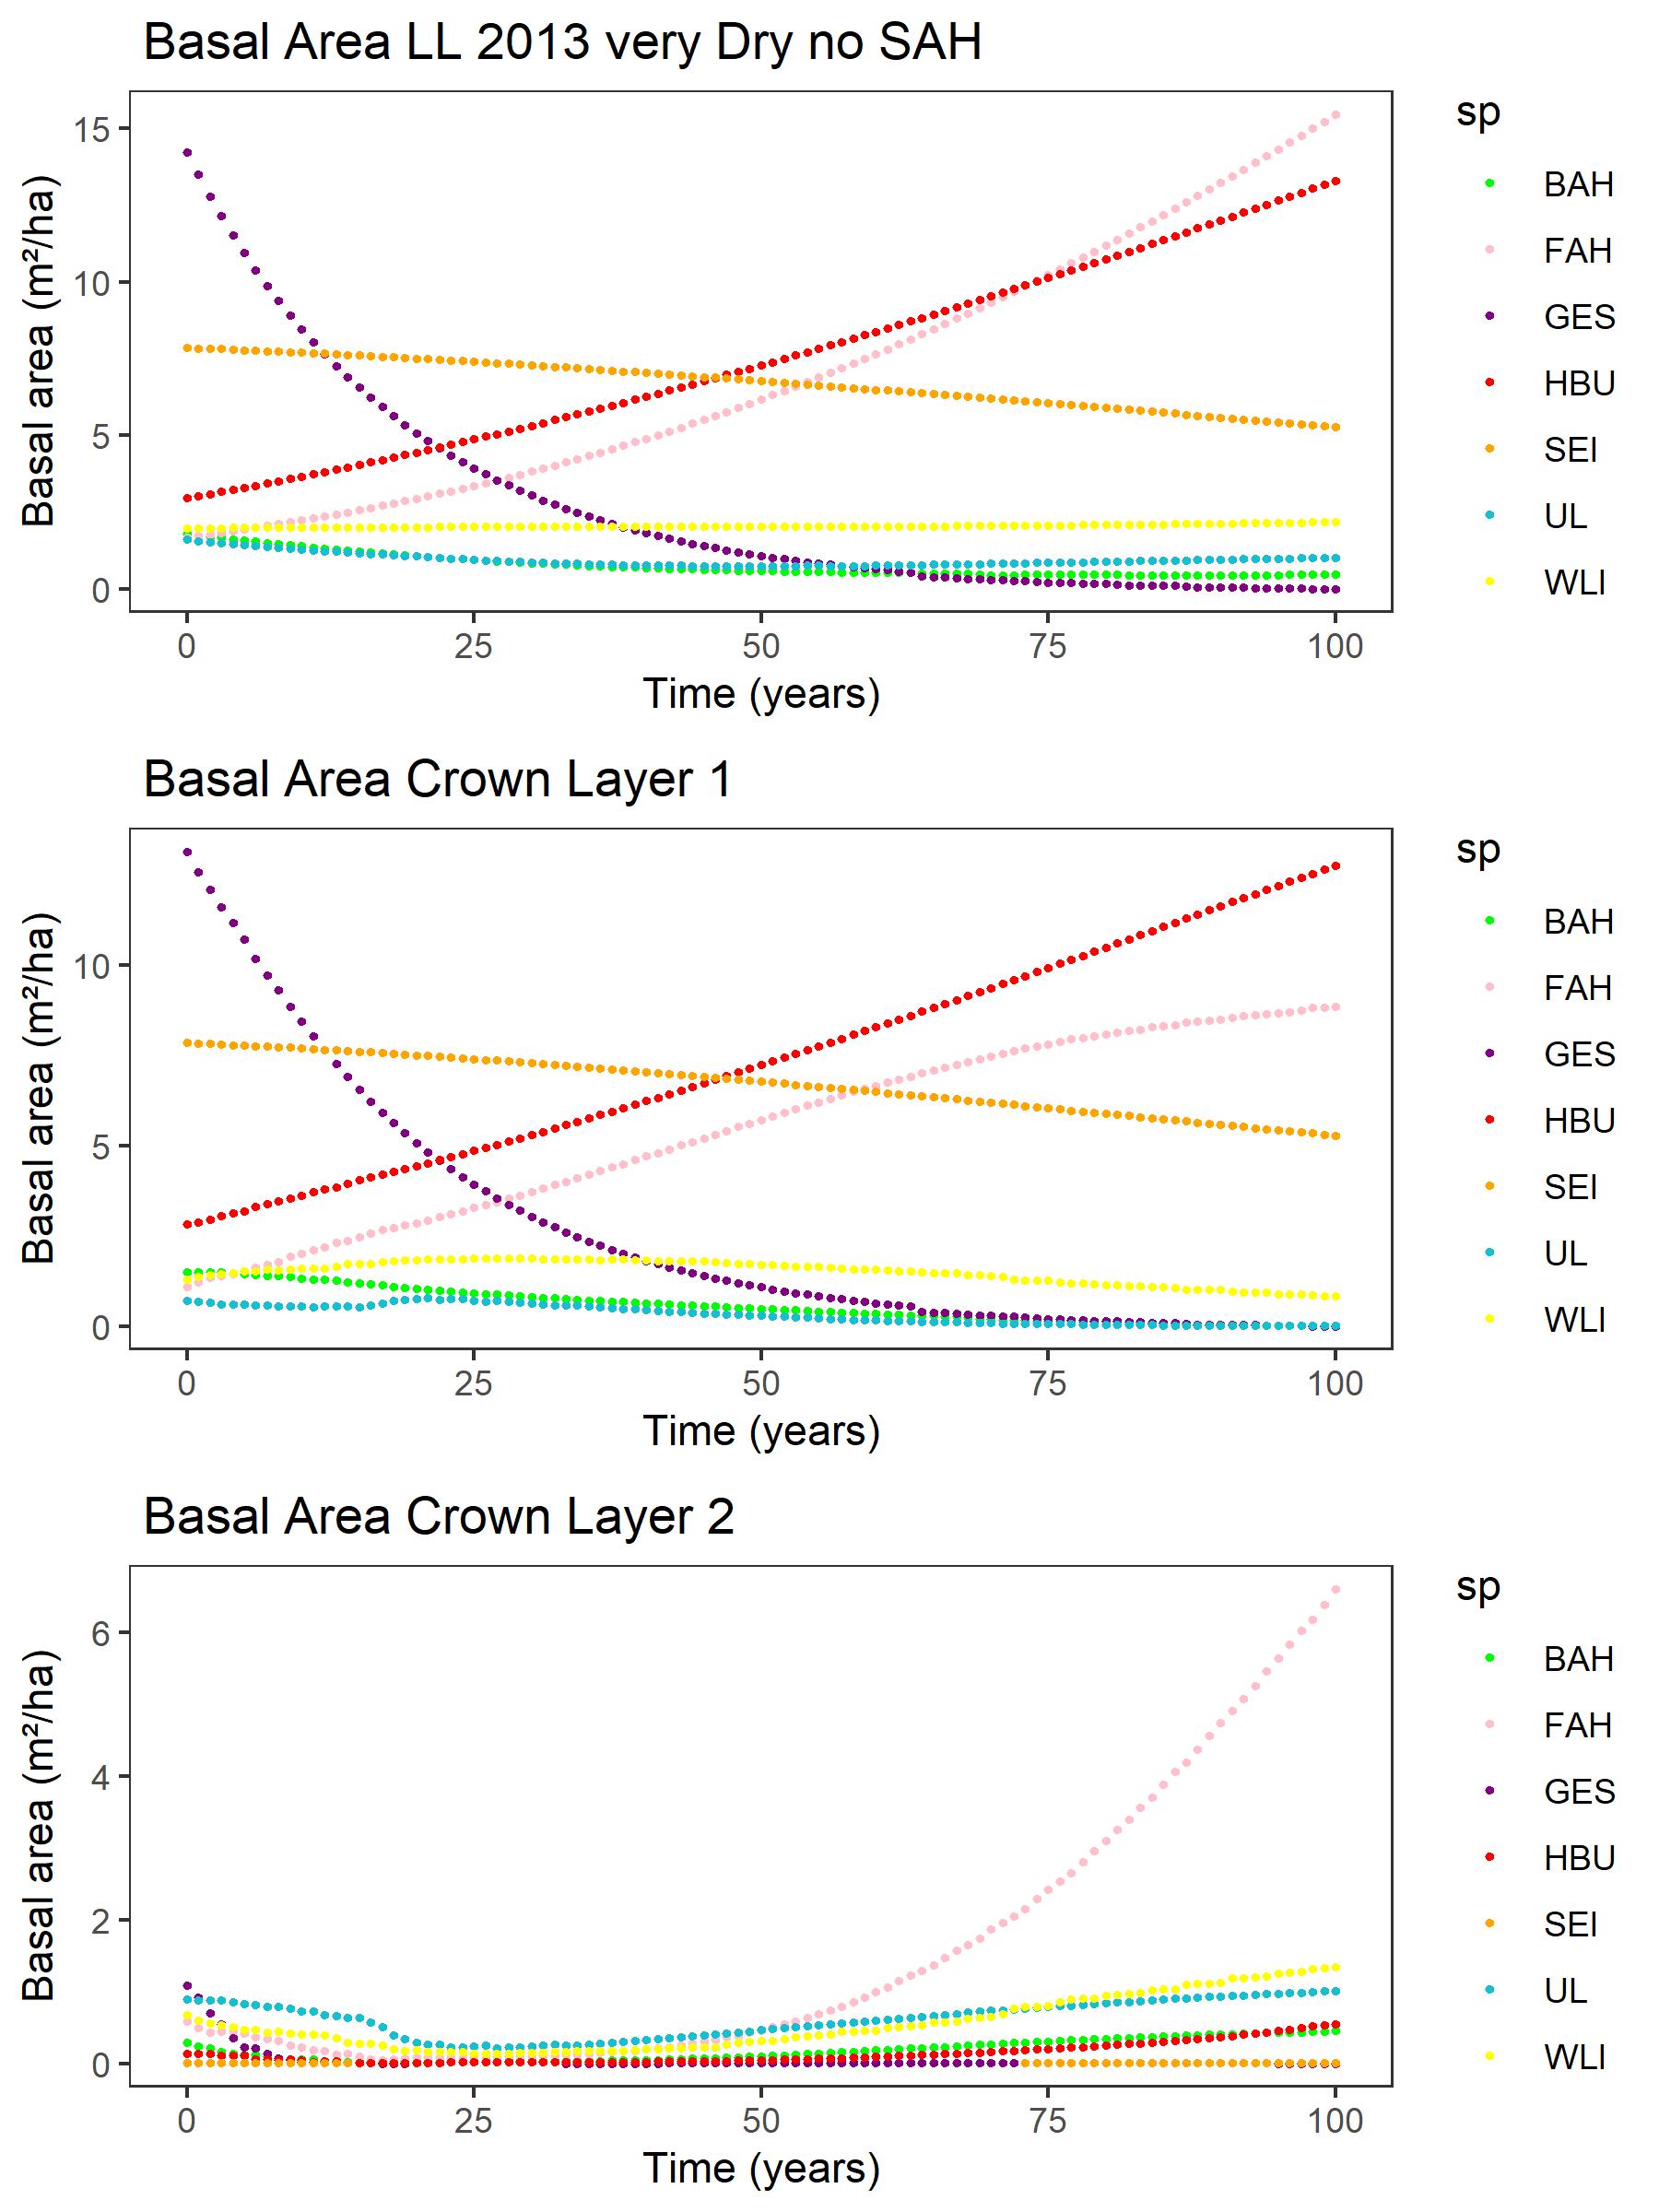 Basal Area LL 2013 very Dry no SAH
Basal area (m²/ha)
15
10
5
0
0 25 50 75 100
Time (years)
sp
BAH
FAH
GES
HBU
SEI
UL
WLI
Basal Area Crown Layer 1
Basal area (m²/ha)
10
5
0
0 25 50 75 100
Time (years)
sp
BAH
FAH
GES
HBU
SEI
UL
WLI
Basal Area Crown Layer 2
Basal area (m²/ha)
6
4
2
0
0 25 50 75 100
Time (years)
sp
BAH
FAH
GES
HBU
SEI
UL
WLI